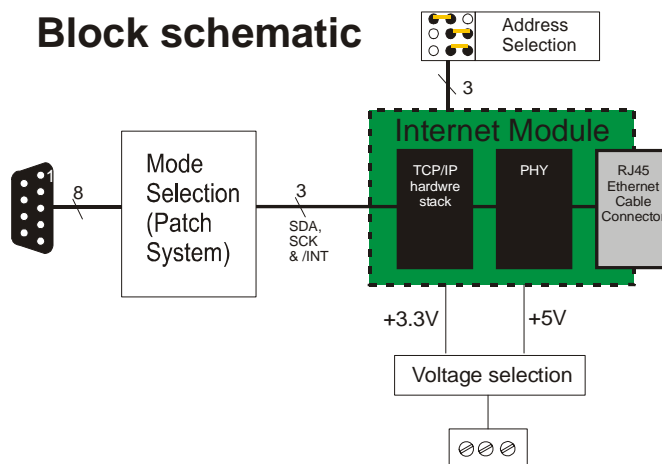 Block schematic
Address
Selection
3
Internet Module
1
8
Mode
Selection
(Patch
System)
3
SDA,
SCK
& /INT
TCP/IP
hardwre
stack
PHY
RJ45
Ethernet
Cable
Connector
+3.3V
+5V
Voltage selection